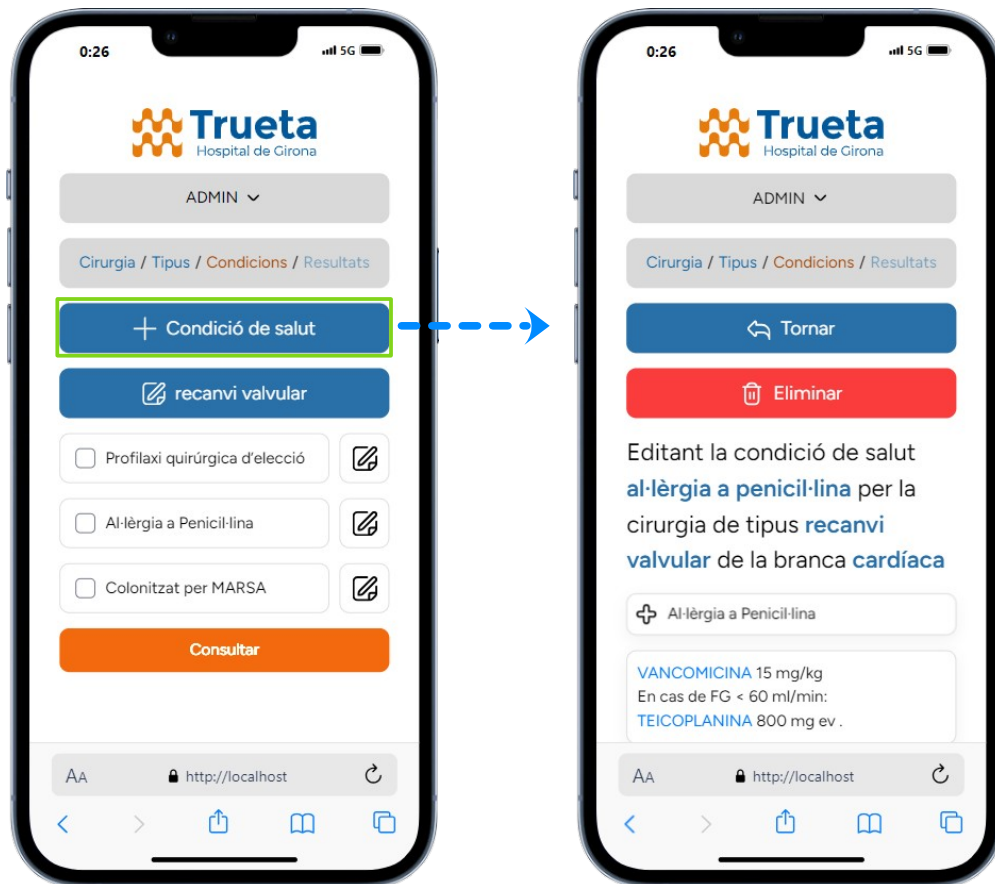 0:26
5G
Trueta
Hospital de Girona
ADMIN
Cirurgia / Tipus / Condicions / Resultats
+ Condició de salut
recanvi valvular
Profilaxi quirúrgica d'elecció
Al·lèrgia a Penicil·lina
Colonitzat per MARSA
Consultar
AA
http://localhost
0:26
5G
Trueta
Hospital de Girona
ADMIN
Cirurgia / Tipus / Condicions / Resultats
Tornar
Eliminar
Editant la condició de salut
al·lèrgia a penicil·lina per la
cirurgia de tipus recanvi
valvular de la branca cardíaca
Al·lèrgia a Penicil·lina
VANCOMICINA 15 mg/kg
En cas de FG < 60 ml/min:
TEICOPLANINA 800 mg ev .
AA
http://localhost